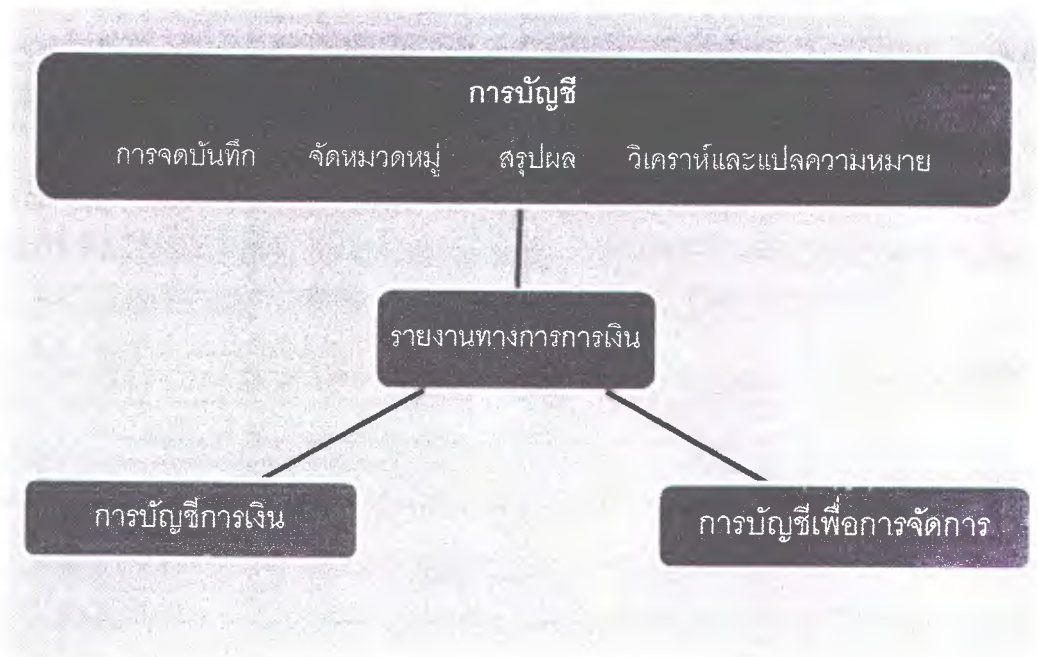 การบัญชี
การจดบันทึก จัดหมวดหมู่ สรุปผล วิเคราะห์และแปลความหมาย
รายงานทางการการเงิน
การบัญชีการเงิน
การบัญชีเพื่อการจัดการ